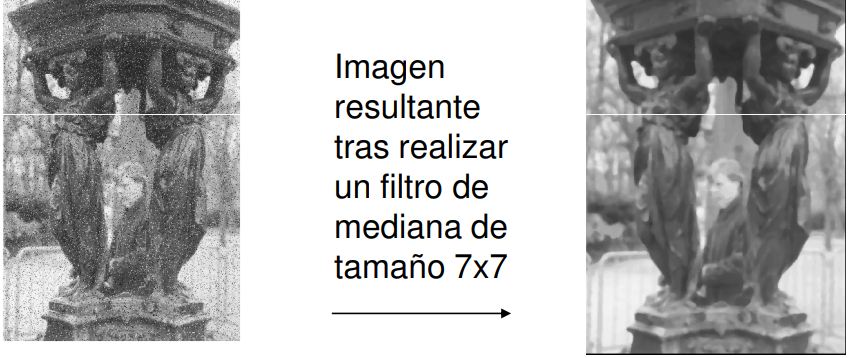 Imagen
resultante
tras realizar
un filtro de
mediana de
tamaño 7x7